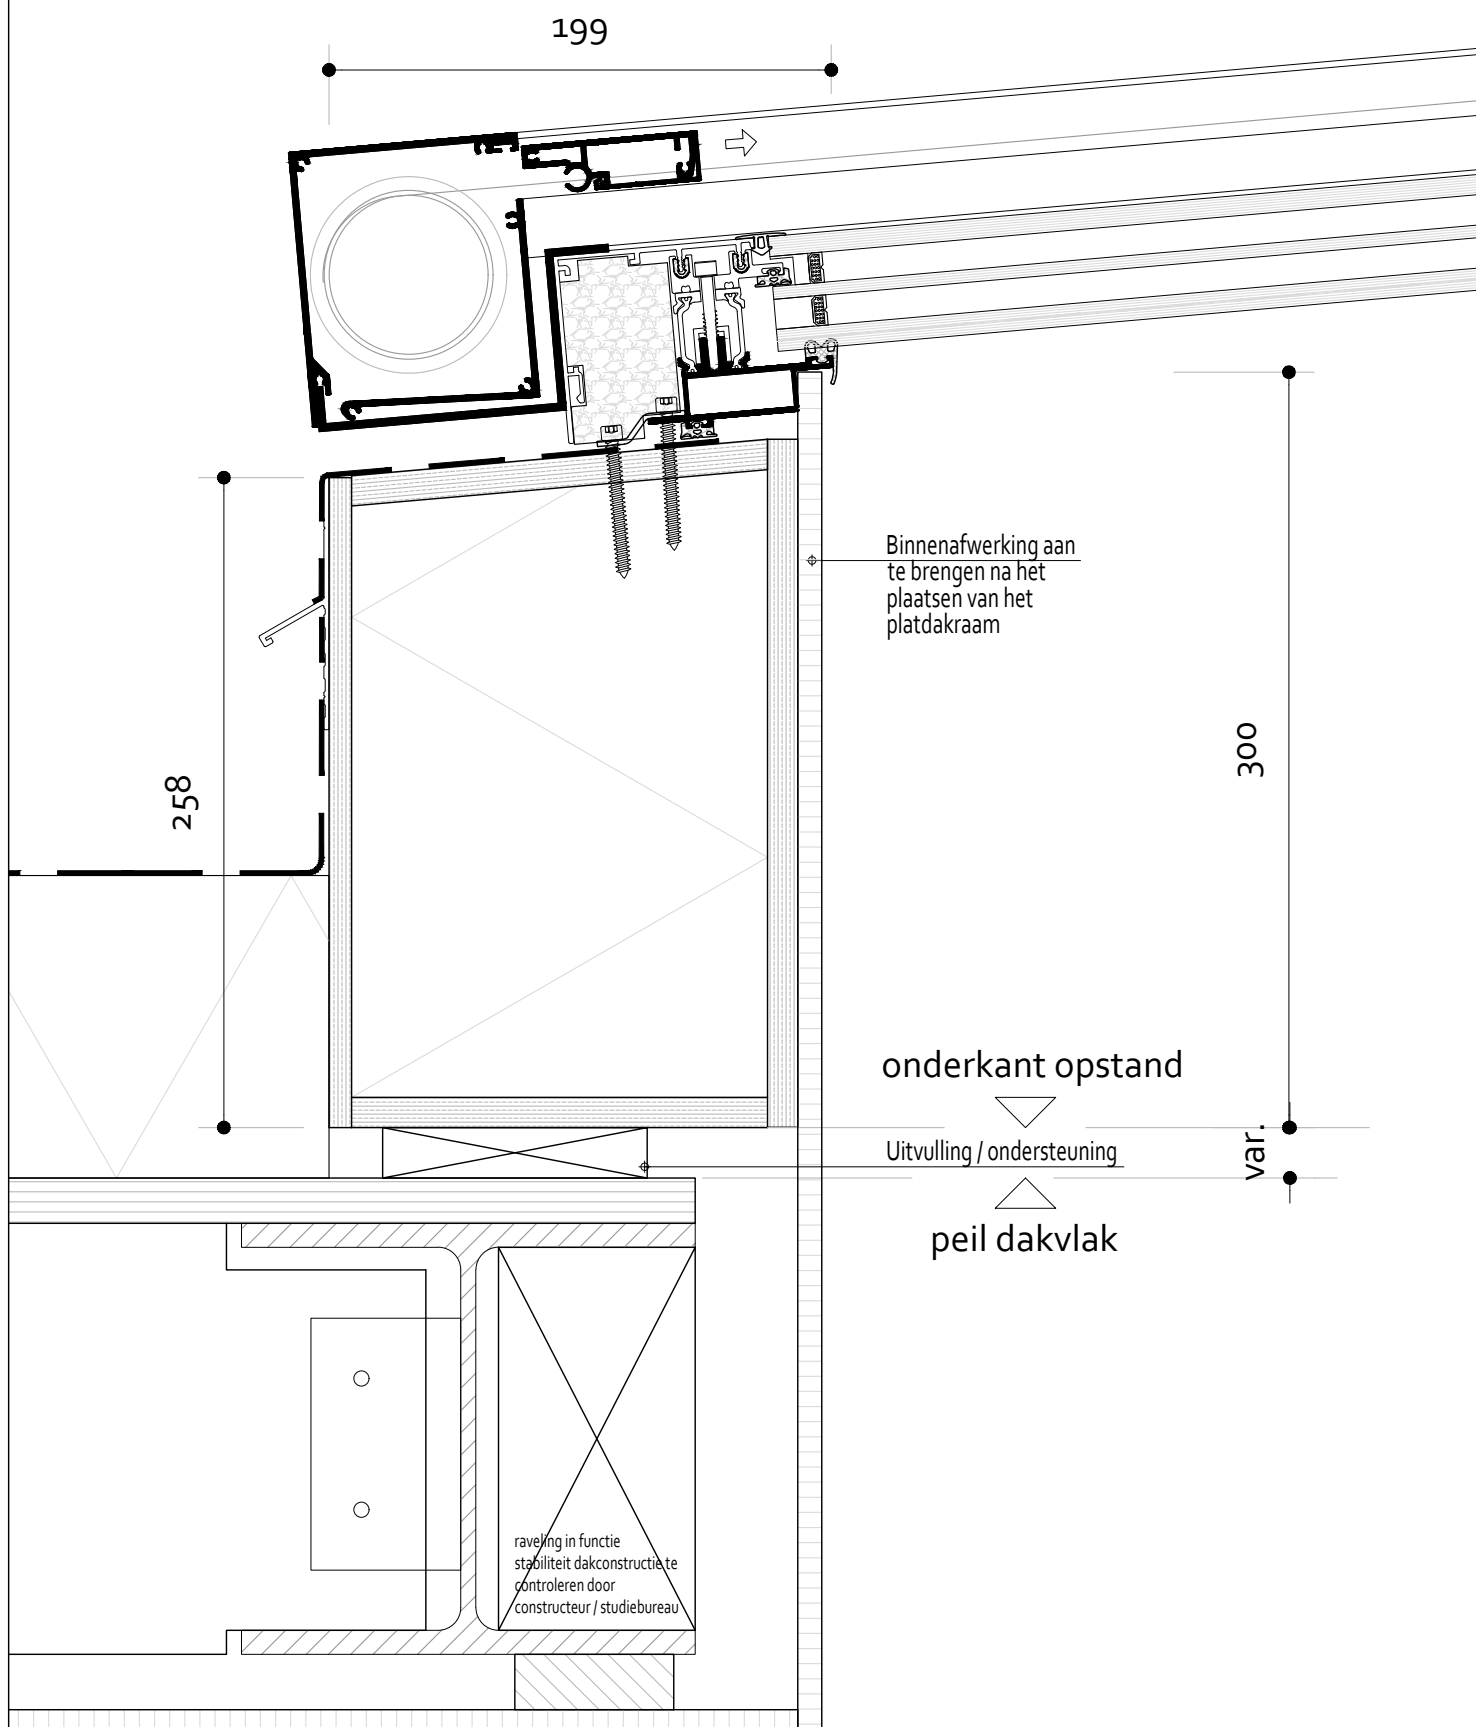 199
Binnenafwerking aan
te brengen na het
plaatsen van het
platdakraam
258
300
onderkant opstand
Uitvulling / ondersteuning
var.
peil dakvlak
raveling in functie
stabiliteit dakconstructie te
controleren door
constructeur / studiebureau